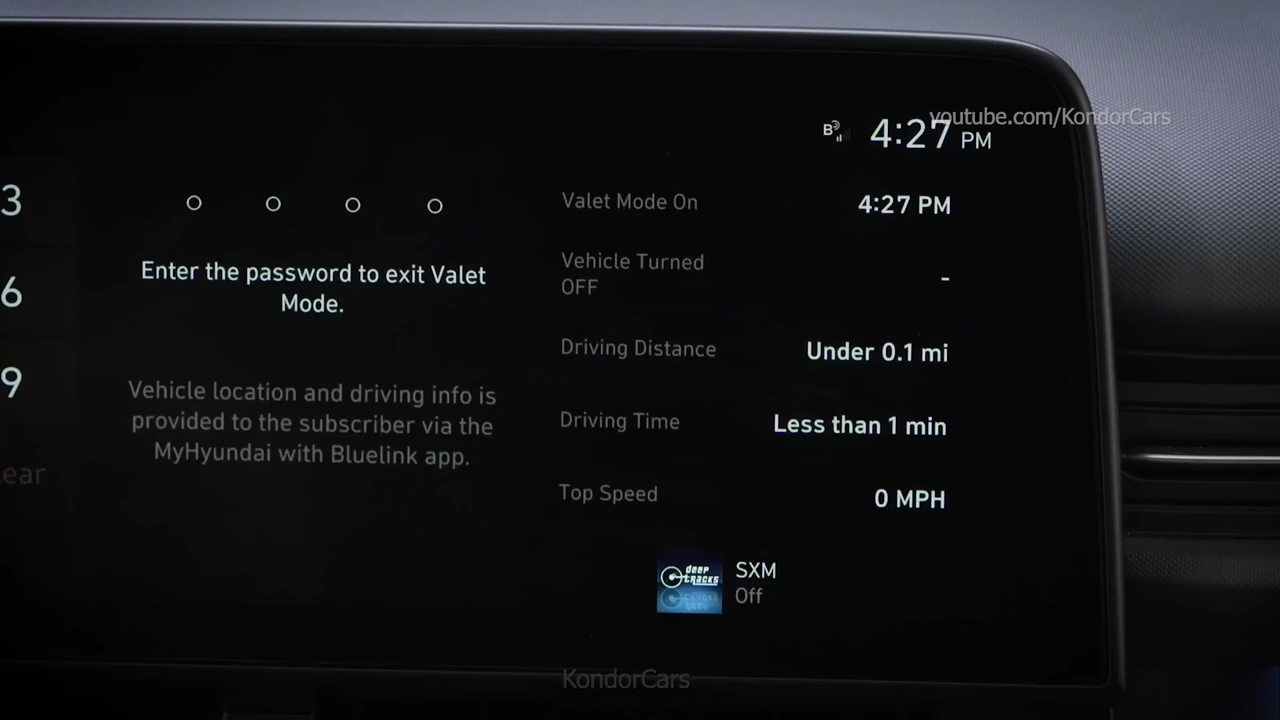 youtube.com/KondorCars
B 4:27 PM
3
6
9
lear
Enter the password to exit Valet
Mode.
Vehicle location and driving info is
provided to the subscriber via the
MyHyundai with Bluelink app.
Valet Mode On 4:27 PM
Vehicle Turned
OFF -
Driving Distance Under 0.1 mi
Driving Time Less than 1 min
Top Speed 0 MPH
deep
tracks
SXM
Off
KondorCars